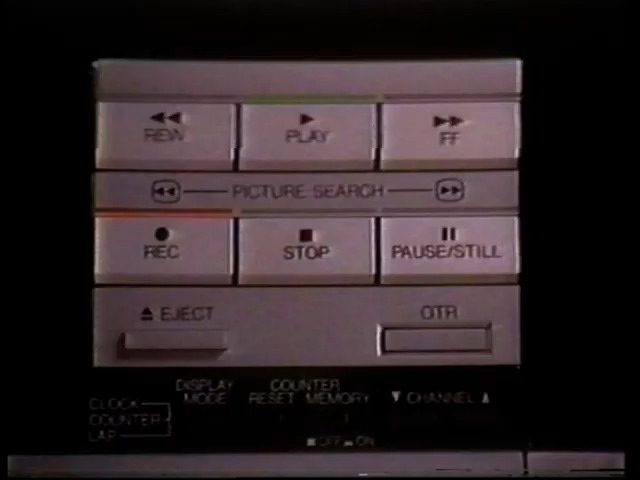 REW PLAY FF
PICTURE SEARCH
REC STOP PAUSE/STILL
EJECT OTR
DISPLAY MODE COUNTER RESET MEMORY CHANNEL
CLOCK
COUNTER
LAP
OFF ON